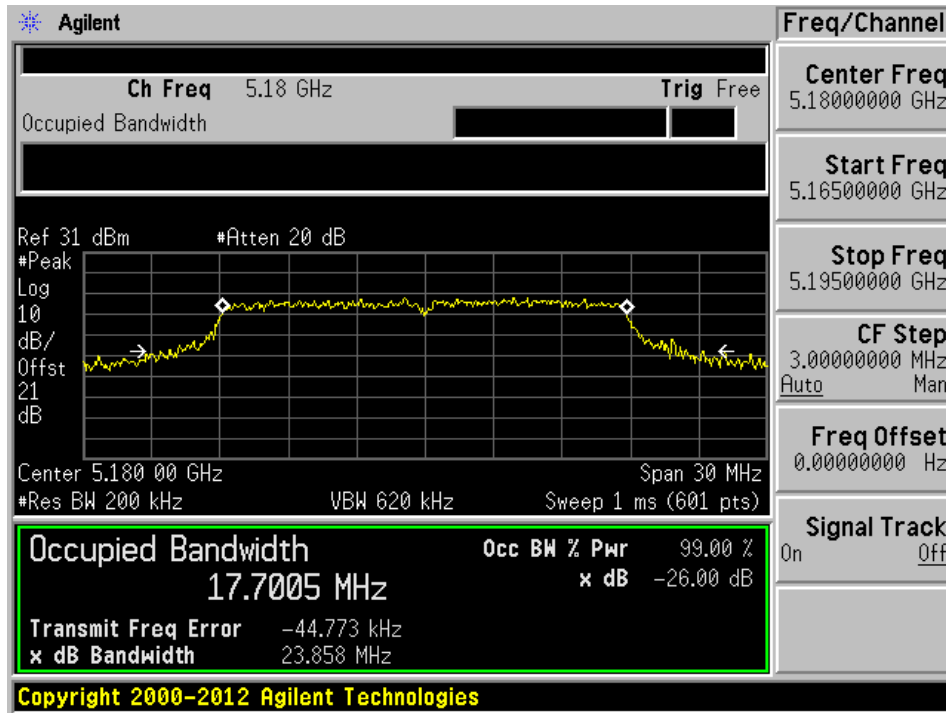 Agilent
Freq/Channel
Ch Freq 5.18 GHz Trig Free
Occupied Bandwidth
Center Freq
5.18000000 GHz
Start Freq
5.16500000 GHz
Stop Freq
5.19500000 GHz
CF Step
3.00000000 MHz
Auto Man
Freq Offset
0.00000000 Hz
Signal Track
On Off
Ref 31 dBm #Atten 20 dB
#Peak
Log
10
dB/
Offst
21
dB
Center 5.180 00 GHz Span 30 MHz
#Res BW 200 kHz VBW 620 kHz Sweep 1 ms (601 pts)
Occupied Bandwidth Occ BW % Pwr 99.00 %
17.7005 MHz x dB -26.00 dB
Transmit Freq Error -44.773 kHz
x dB Bandwidth 23.858 MHz
Copyright 2000-2012 Agilent Technologies